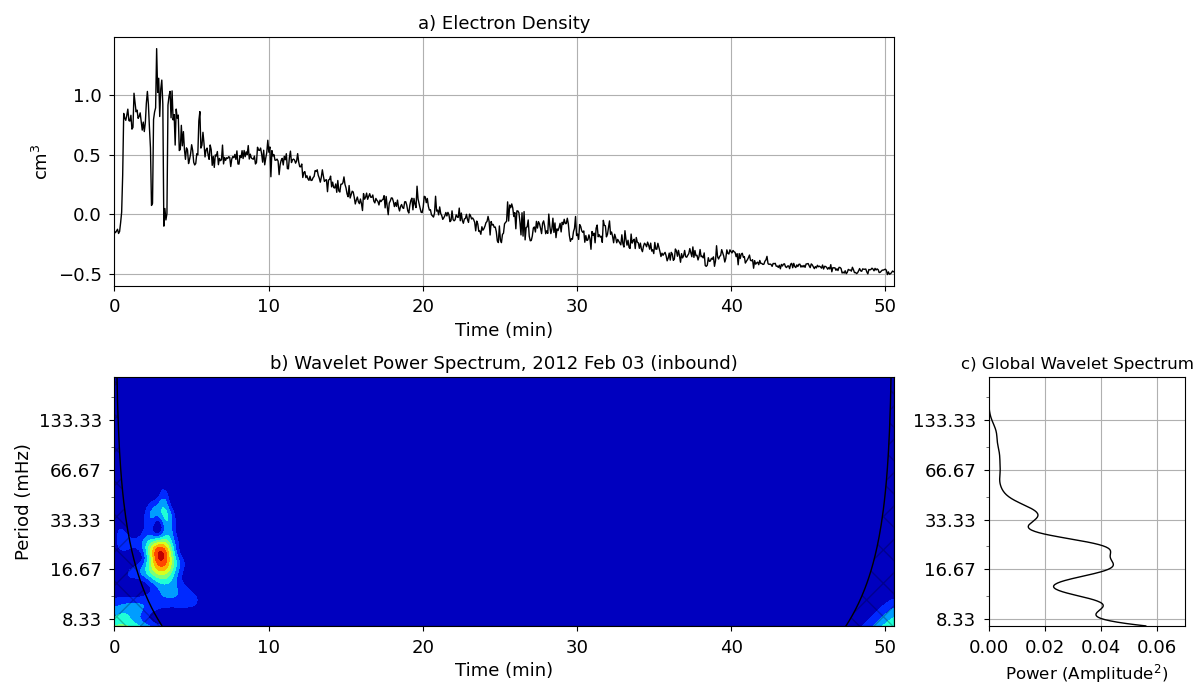 a) Electron Density
cm³
1.0
0.5
0.0
−0.5
0 10 20 30 40 50
Time (min)
b) Wavelet Power Spectrum, 2012 Feb 03 (inbound)
Period (mHz)
133.33
66.67
33.33
16.67
8.33
0 10 20 30 40 50
Time (min)
c) Global Wavelet Spectrum
133.33
66.67
33.33
16.67
8.33
0.00 0.02 0.04 0.06
Power (Amplitude²)